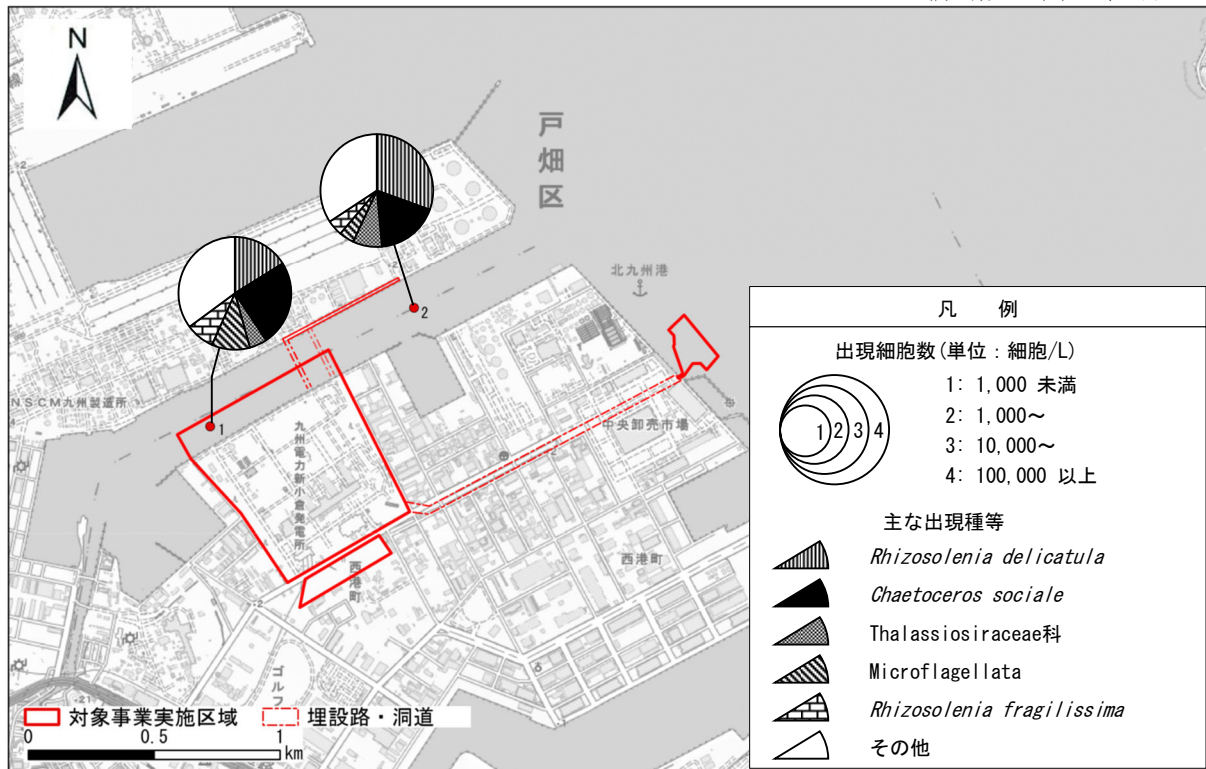 N
戸畑区
北九州港
2
1
NSCM九州製造所
九州電力新小倉発電所
中央卸売市場
西港町
西港町
-2
-2
-2
-2
-21
ゴルフ
対象事業実施区域
埋設路・洞道
0 0.5 1
km
凡 例
出現細胞数(単位:細胞/L)
1 2 3 4
1: 1,000 未満
2: 1,000~
3: 10,000~
4: 100,000 以上
主な出現種等
Rhizosolenia delicatula
Chaetoceros sociale
Thalassiosiraceae科
Microflagellata
Rhizosolenia fragilissima
その他